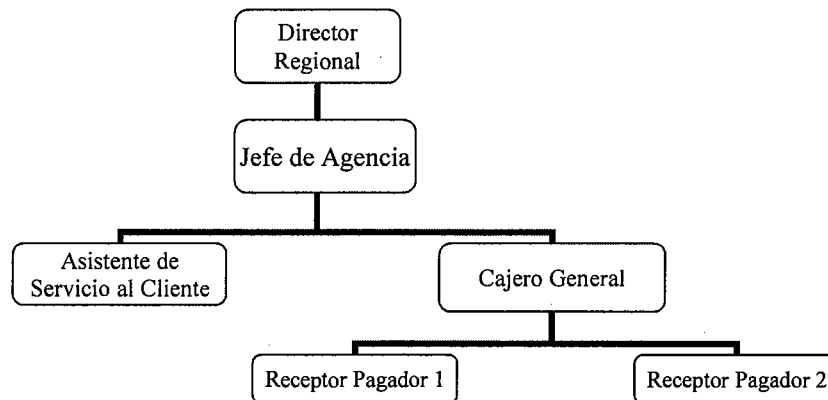 Director
Regional
Jefe de Agencia
Asistente de
Servicio al Cliente
Cajero General
Receptor Pagador 1
Receptor Pagador 2